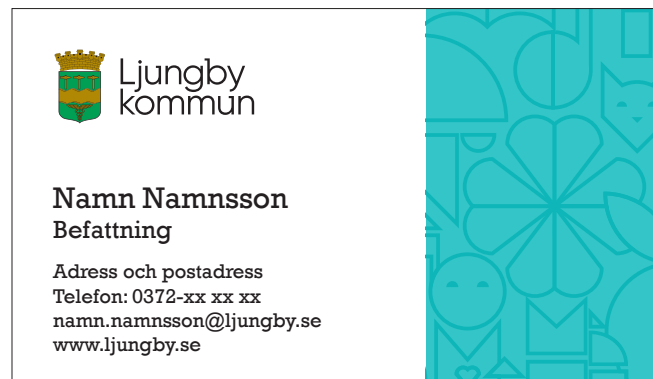 Ljungby
kommun
Namn Namnsson
Befattning
Adress och postadress
Telefon: 0372-xx xx xx
namn.namnsson@ljungby.se
www.ljungby.se